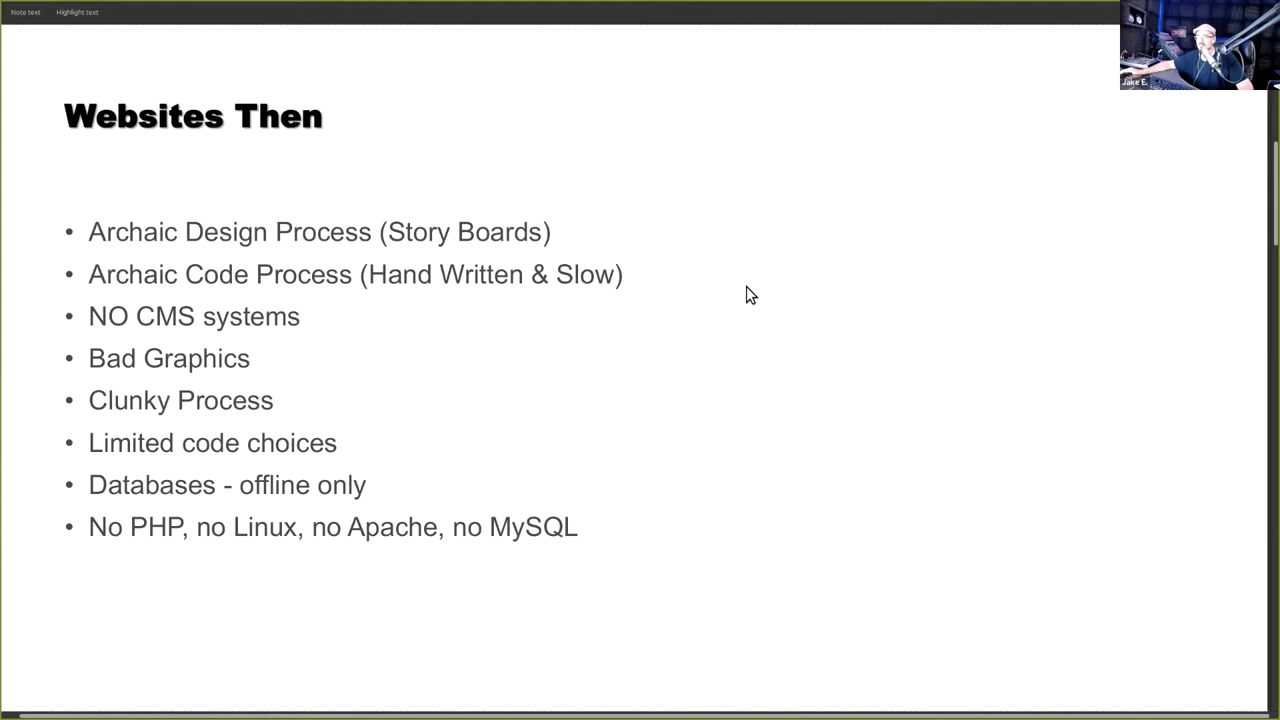 Note text Highlight text
Jake E.
Websites Then
• Archaic Design Process (Story Boards)
• Archaic Code Process (Hand Written & Slow)
• NO CMS systems
• Bad Graphics
• Clunky Process
• Limited code choices
• Databases - offline only
• No PHP, no Linux, no Apache, no MySQL